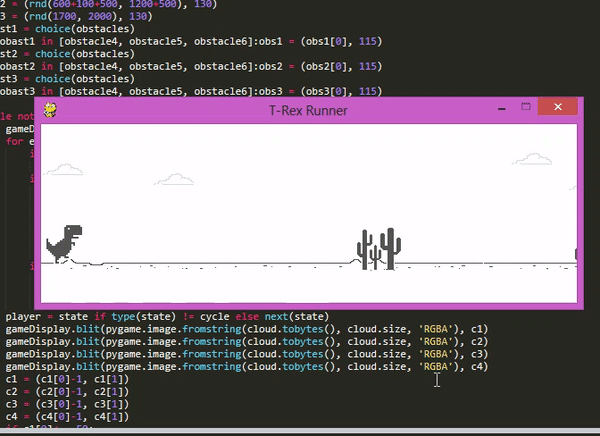 2 = (rnd(600+100+500, 1200+500), 130)
3 = (rnd(1700, 2000), 130)
st1 = choice(obstacles)
obast1 in [obstacle4, obstacle5, obstacle6]:obs1 = (obs1[0], 115)
st2 = choice(obstacles)
obast2 in [obstacle4, obstacle5, obstacle6]:obs2 = (obs2[0], 115)
st3 = choice(obstacles)
obast3 in [obstacle4, obstacle5, obstacle6]:obs3 = (obs3[0], 115)
T-Rex Runner
le not
gameD
for e
player = state if type(state) != cycle else next(state)
gameDisplay.blit(pygame.image.fromstring(cloud.tobytes(), cloud.size, 'RGBA'), c1)
gameDisplay.blit(pygame.image.fromstring(cloud.tobytes(), cloud.size, 'RGBA'), c2)
gameDisplay.blit(pygame.image.fromstring(cloud.tobytes(), cloud.size, 'RGBA'), c3)
gameDisplay.blit(pygame.image.fromstring(cloud.tobytes(), cloud.size, 'RGBA'), c4)
c1 = (c1[0]-1, c1[1])
c2 = (c2[0]-1, c2[1])
c3 = (c3[0]-1, c3[1])
c4 = (c4[0]-1, c4[1])